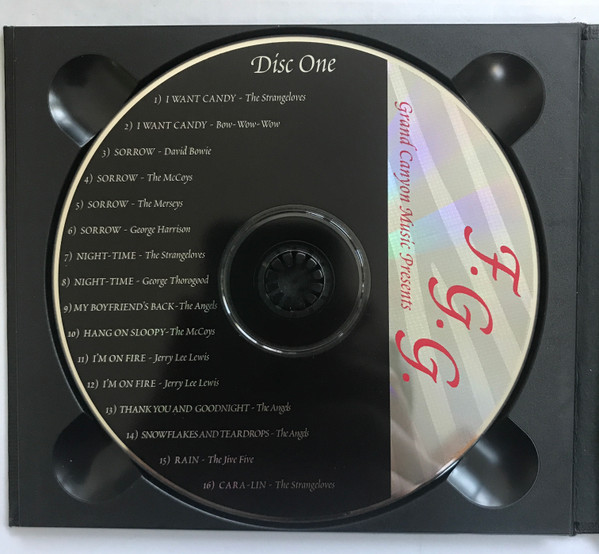 Disc One
1) I WANT CANDY - The Strangeloves
2) I WANT CANDY - Bow-Wow-Wow
3) SORROW - David Bowie
4) SORROW - The McCoys
5) SORROW - The Merseys
6) SORROW - George Harrison
7) NIGHT-TIME - The Strangeloves
8) NIGHT-TIME - George Thorogood
9) MY BOYFRIEND'S BACK-The Angels
10) HANG ON SLOOPY-The McCoys
11) I'M ON FIRE - Jerry Lee Lewis
12) I'M ON FIRE - Jerry Lee Lewis
13) THANK YOU AND GOODNIGHT - The Angels
14) SNOWFLAKES AND TEARDROPS - The Angels
15) RAIN - The Jive Five
16) CARA-LIN - The Strangeloves
Grand Canyon Music Presents
F.G.G.